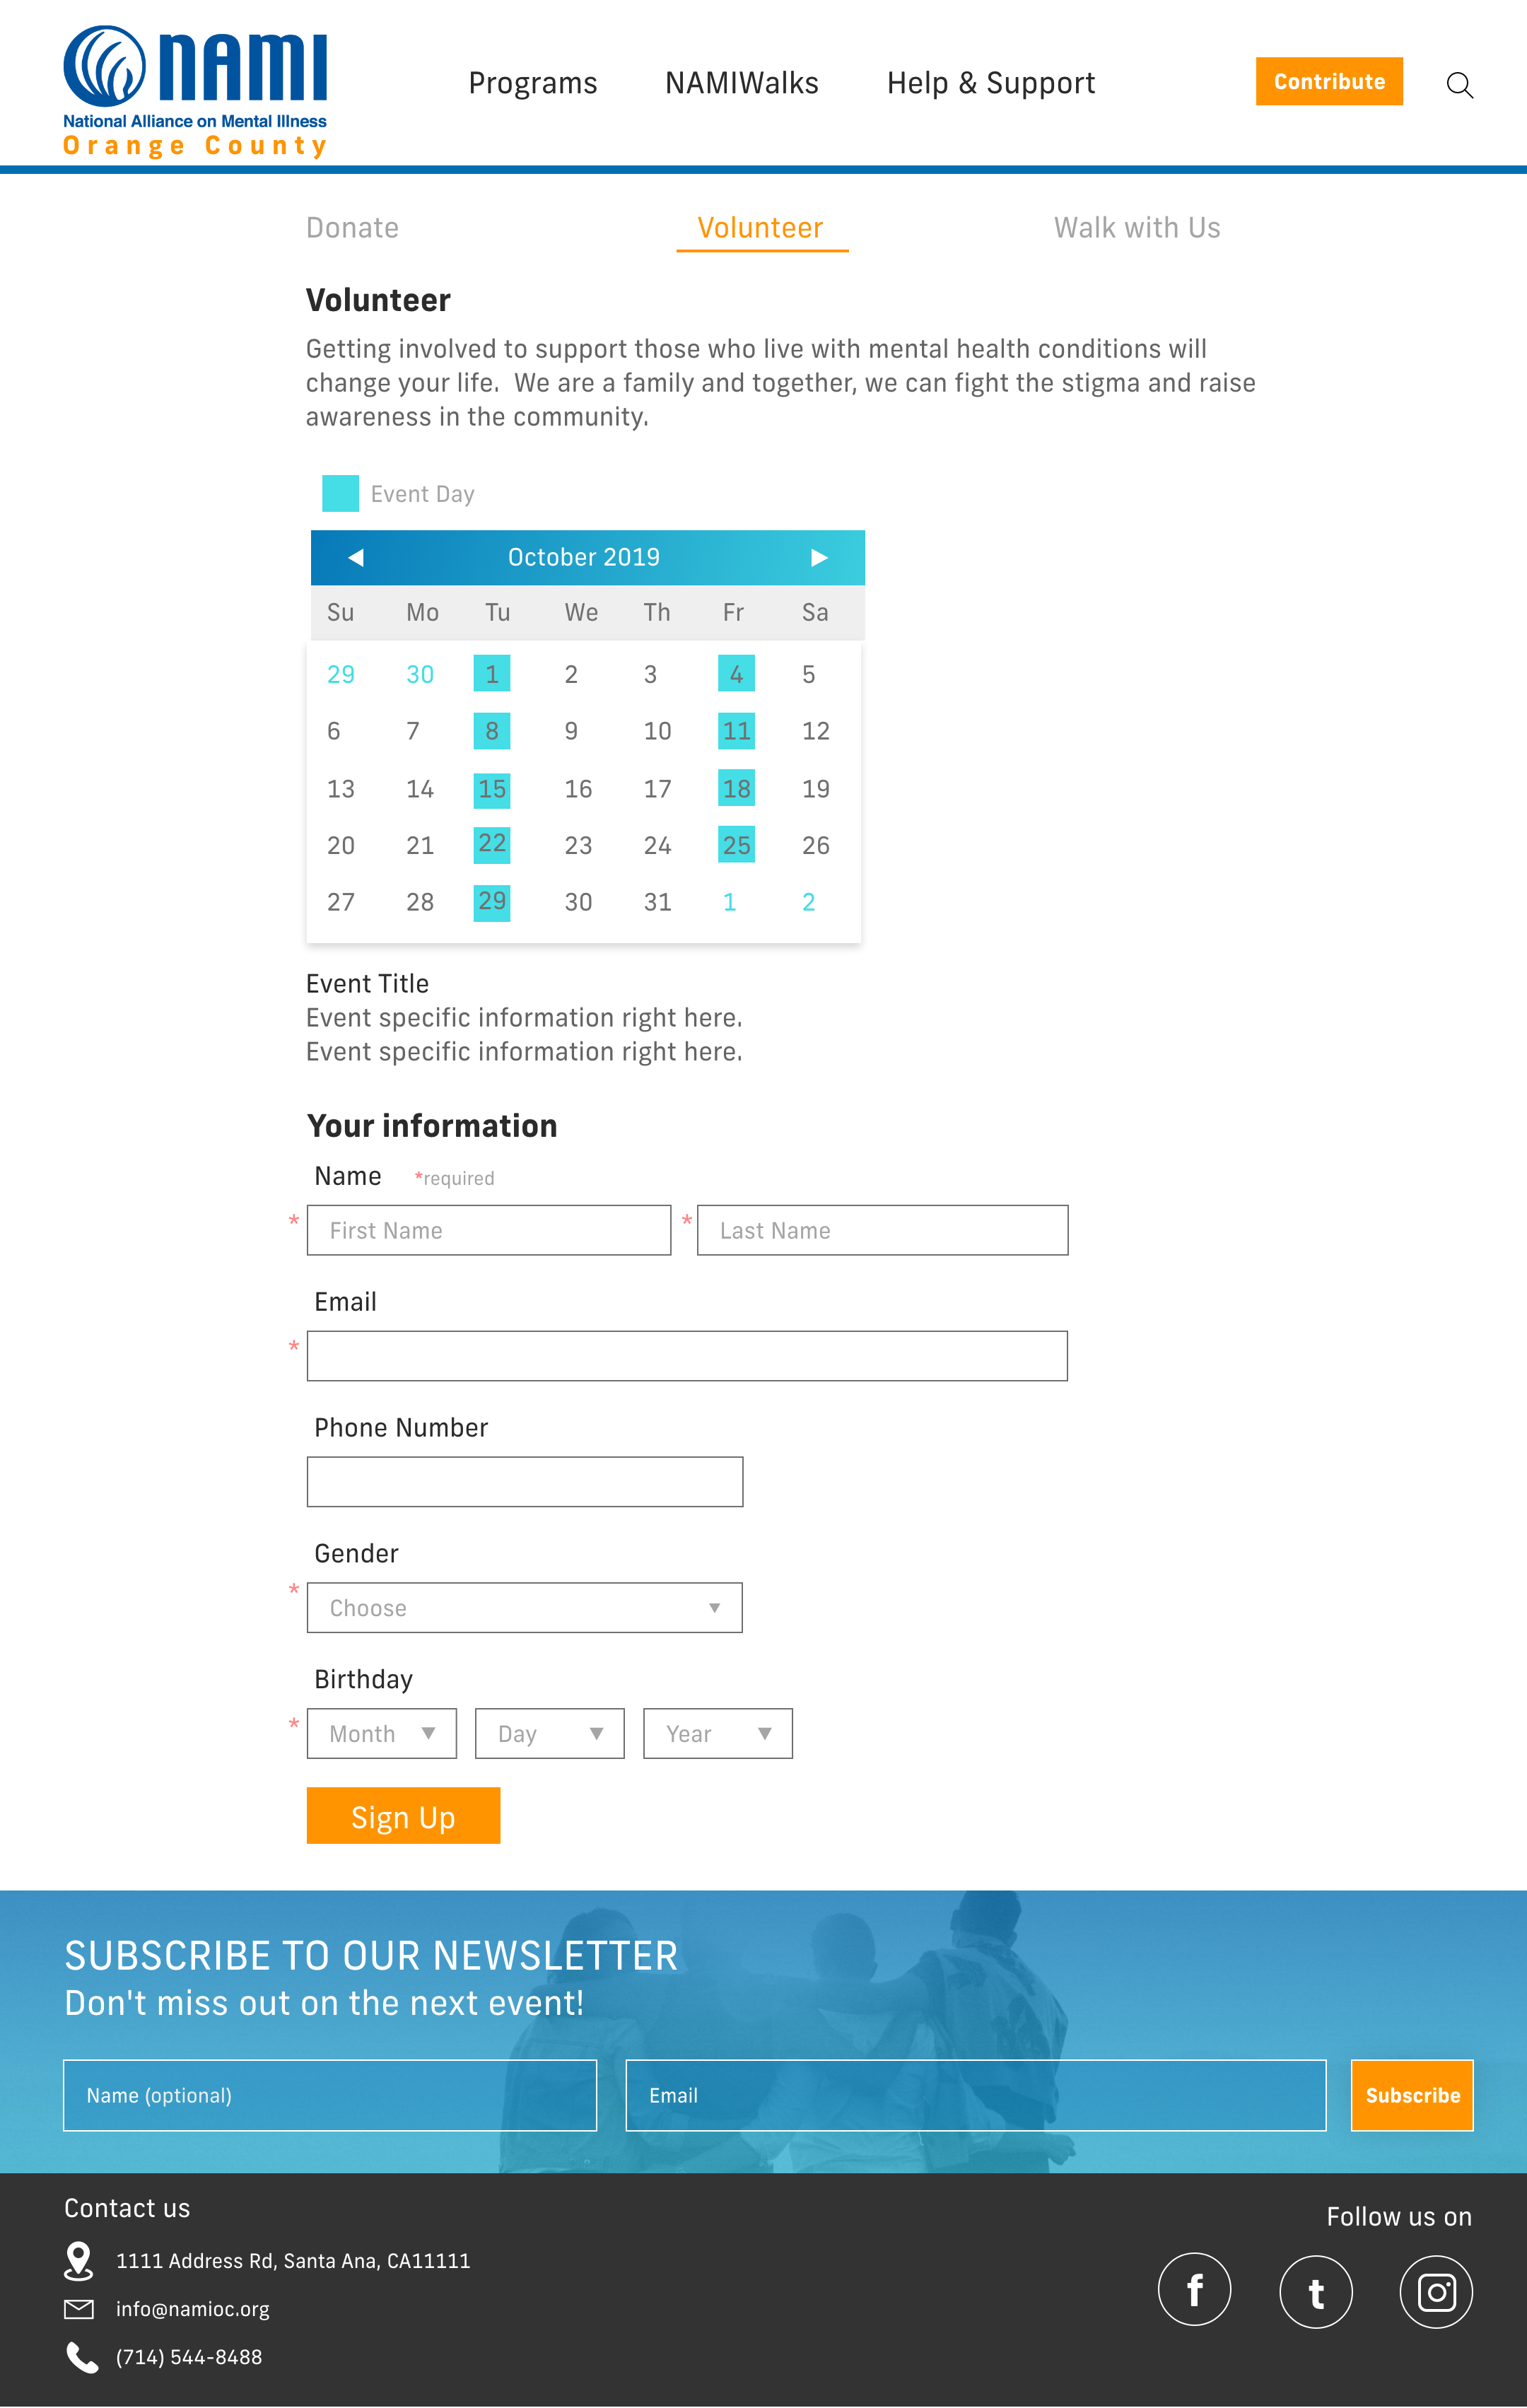 NAMI
National Alliance on Mental Illness
Orange County
Programs NAMIWalks Help & Support Contribute
Donate Volunteer Walk with Us
Volunteer
Getting involved to support those who live with mental health conditions will
change your life. We are a family and together, we can fight the stigma and raise
awareness in the community.
Event Day
October 2019
Su Mo Tu We Th Fr Sa
29 30 1 2 3 4 5
6 7 8 9 10 11 12
13 14 15 16 17 18 19
20 21 22 23 24 25 26
27 28 29 30 31 1 2
Event Title
Event specific information right here.
Event specific information right here.
Your information
Name *required
* First Name * Last Name
Email
*
Phone Number
Gender
* Choose
Birthday
* Month Day Year
Sign Up
SUBSCRIBE TO OUR NEWSLETTER
Don't miss out on the next event!
Name (optional) Email Subscribe
Contact us
Follow us on
1111 Address Rd, Santa Ana, CA11111
info@namioc.org
f t
(714) 544-8488